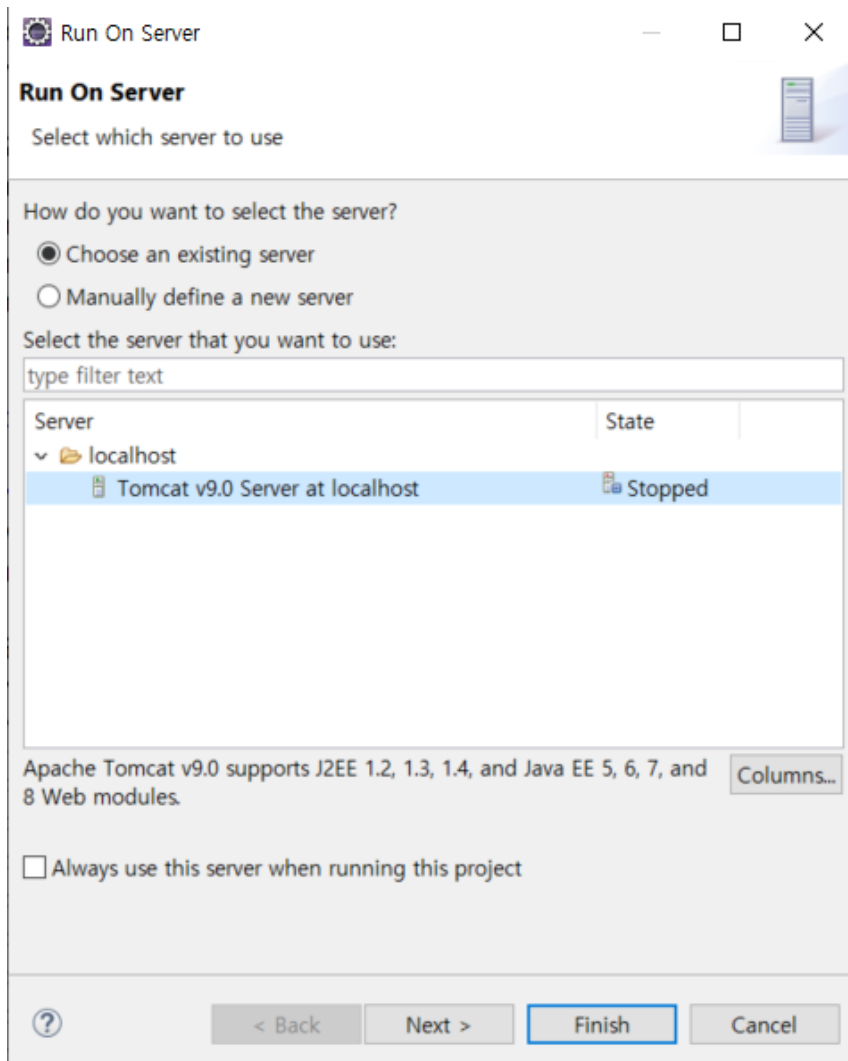 Run On Server
Run On Server
Select which server to use
How do you want to select the server?
Choose an existing server
Manually define a new server
Select the server that you want to use:
type filter text
Server State
localhost
Tomcat v9.0 Server at localhost Stopped
Apache Tomcat v9.0 supports J2EE 1.2, 1.3, 1.4, and Java EE 5, 6, 7, and
8 Web modules.
Columns...
Always use this server when running this project
? < Back Next > Finish Cancel